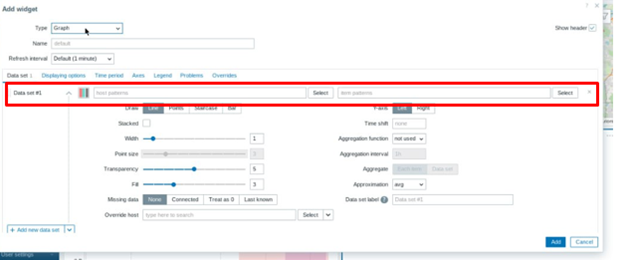 Add widget
Type Graph Show header
Name default
Refresh interval Default (1 minute)
Data set 1 Displaying options Time period Axes Legend Problems Overrides
Data set #1 host patterns Select item patterns Select
Draw Line Points Staircase Bar Y-axis Left Right
Stacked Time shift none
Width 1 Aggregation function not used
Point size 3 Aggregation interval 1h
Transparency 5 Aggregate Each item Data set
Fill 3 Approximation avg
Missing data None Connected Treat as 0 Last known Data set label ? Data set #1
Override host type here to search Select
+ Add new data set
Add Cancel
User settings